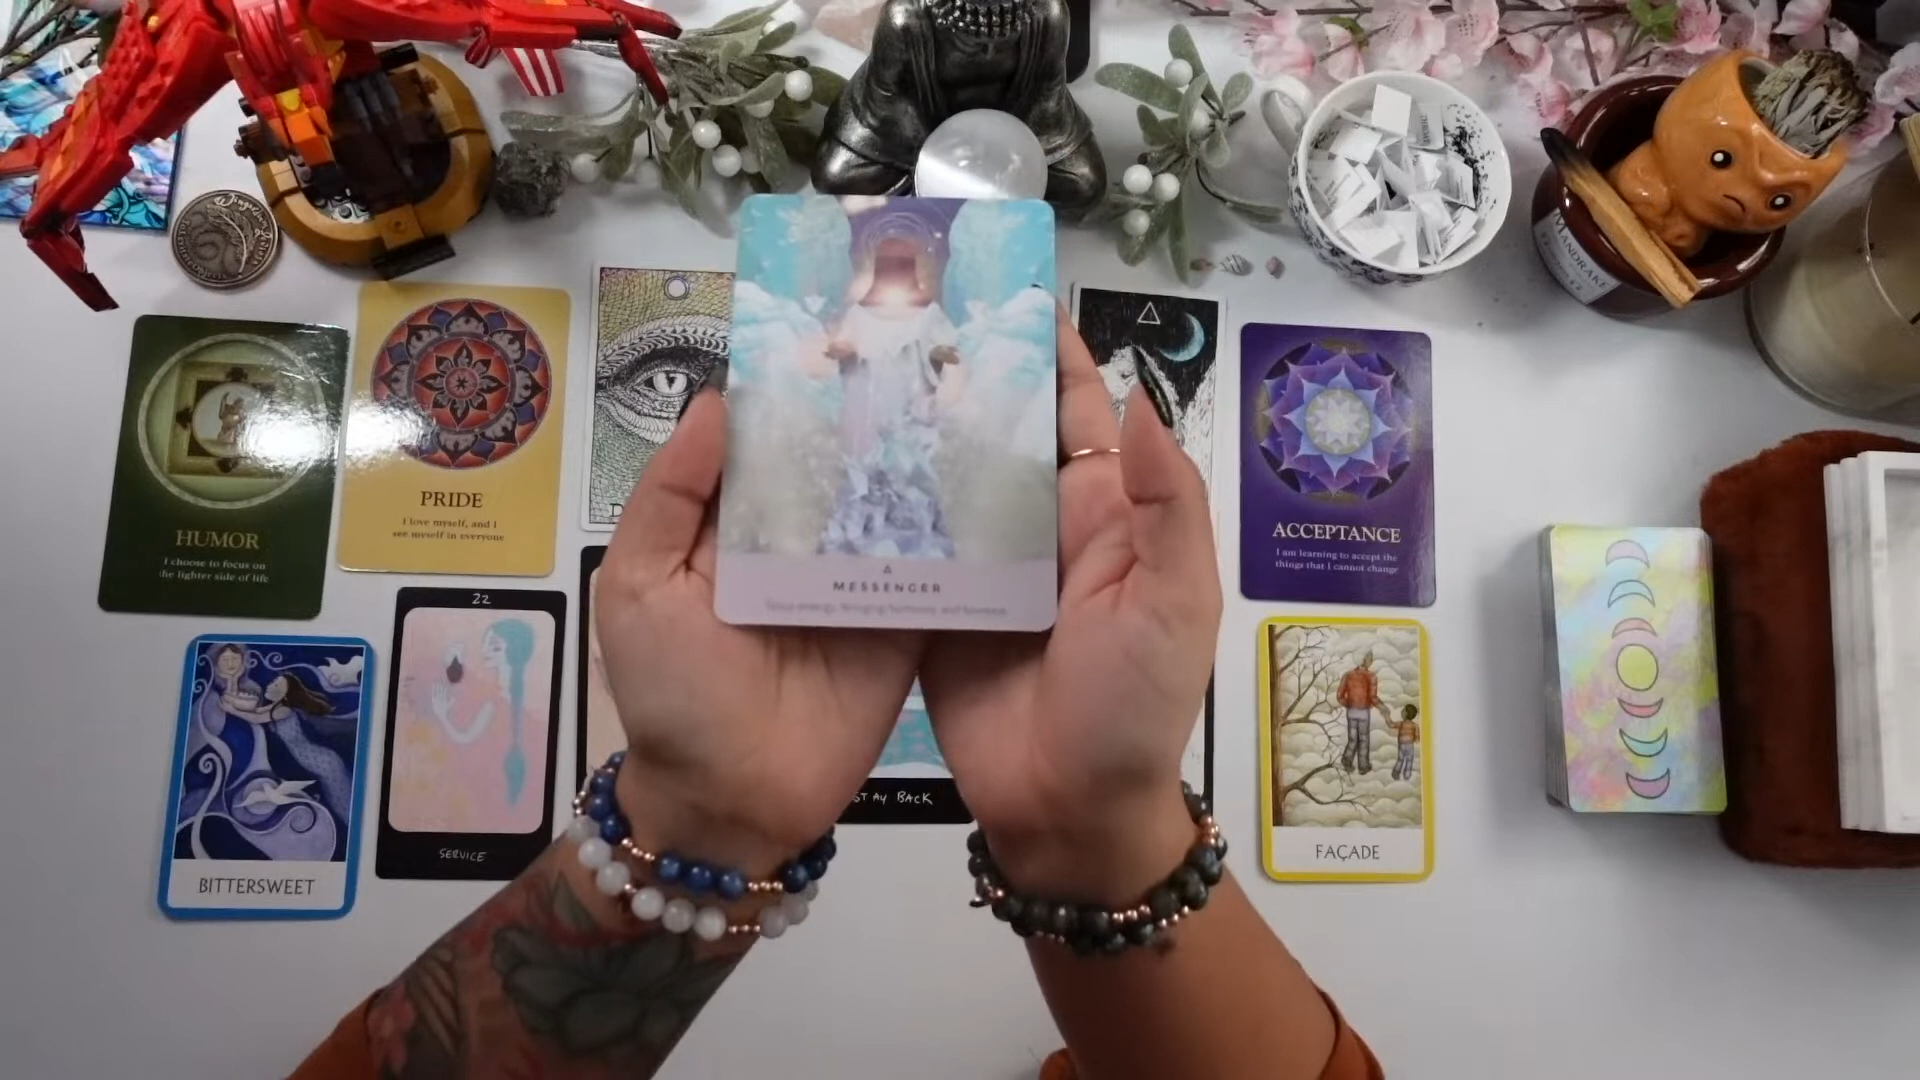 HUMOR
I choose to focus on
the lighter side of life
PRIDE
I love myself, and I
see myself in everyone
D
MESSENGER
ACCEPTANCE
I am learning to accept the
things that I cannot change
MANDRAKE
BITTERSWEET
22
SERVICE
STAY BACK
FAÇADE